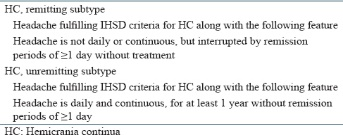 HC, remitting subtype
Headache fulfilling IHSD criteria for HC along with the following feature
Headache is not daily or continuous, but interrupted by remission
periods of ≥1 day without treatment
HC, unremitting subtype
Headache fulfilling IHSD criteria for HC along with the following feature
Headache is daily and continuous, for at least 1 year without remission
periods of ≥1 day
HC: Hemicrania continua